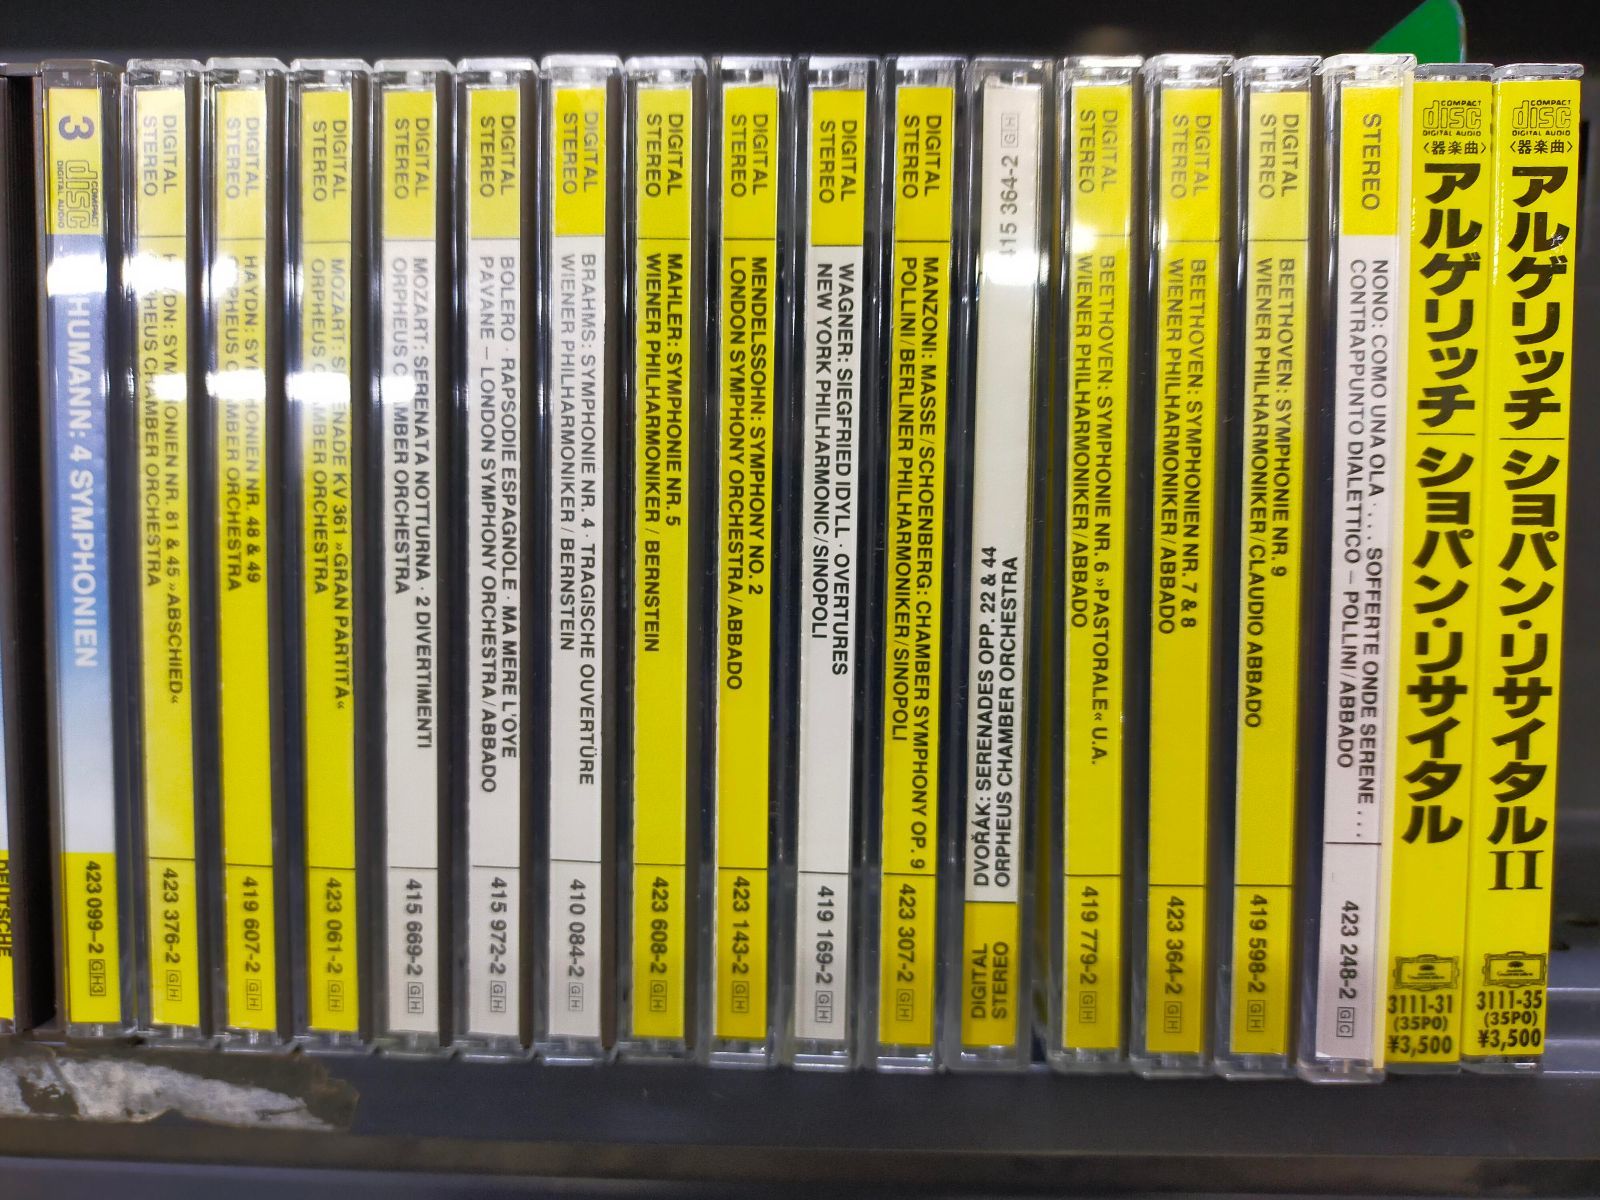 DEUTSCHE
3
COMPACT
disc
DIGITAL AUDIO
HUMANN: 4 SYMPHONIEN
423 099-2 GH3
DIGITAL
STEREO
SYMPHONIEN NR. 81 & 45 »ABSCHIED«
ORPHEUS CHAMBER ORCHESTRA
423 376-2 GH
DIGITAL
STEREO
HAYDN: SYMPHONIEN NR. 48 & 49
ORPHEUS CHAMBER ORCHESTRA
419 607-2 GH
DIGITAL
STEREO
MOZART: SERENADE KV 361 »GRAN PARTITA«
ORPHEUS CHAMBER ORCHESTRA
423 061-2 GH
DIGITAL
STEREO
MOZART: SERENATA NOTTURNA · 2 DIVERTIMENTI
ORPHEUS CHAMBER ORCHESTRA
415 669-2 GH
DIGITAL
STEREO
BOLERO · RAPSODIE ESPAGNOLE · MA MERE L'OYE
PAVANE – LONDON SYMPHONY ORCHESTRA/ABBADO
415 972-2 GH
DIGITAL
STEREO
BRAHMS: SYMPHONIE NR. 4 · TRAGISCHE OUVERTÜRE
WIENER PHILHARMONIKER/BERNSTEIN
410 084-2 GH
DIGITAL
STEREO
MAHLER: SYMPHONIE NR. 5
WIENER PHILHARMONIKER / BERNSTEIN
423 608-2 GH
DIGITAL
STEREO
MENDELSSOHN: SYMPHONY NO. 2
LONDON SYMPHONY ORCHESTRA/ABBADO
423 143-2 GH
DIGITAL
STEREO
WAGNER: SIEGFRIED IDYLL · OVERTURES
NEW YORK PHILHARMONIC/SINOPOLI
419 169-2 GH
DIGITAL
STEREO
MANZONI: MASSE/SCHOENBERG: CHAMBER SYMPHONY OP. 9
POLLINI/BERLINER PHILHARMONIKER/SINOPOLI
423 307-2 GH
DIGITAL
STEREO
DVOŘÁK: SERENADES OPP. 22 & 44
ORPHEUS CHAMBER ORCHESTRA
415 364-2 GH
DIGITAL
STEREO
BEETHOVEN: SYMPHONIE NR. 6 »PASTORALE« U.A.
WIENER PHILHARMONIKER/ABBADO
419 779-2 GH
DIGITAL
STEREO
BEETHOVEN: SYMPHONIEN NR. 7 & 8
WIENER PHILHARMONIKER/ABBADO
423 364-2 GH
DIGITAL
STEREO
BEETHOVEN: SYMPHONIE NR. 9
WIENER PHILHARMONIKER/CLAUDIO ABBADO
419 598-2 GH
STEREO
NONO: COMO UNA OLA · ... SOFFERTE ONDE SERENE ...
CONTRAPPUNTO DIALETTICO – POLLINI/ABBADO
423 248-2 GC
COMPACT
disc
DIGITAL AUDIO
〈器楽曲〉
アルゲリッチ／ショパン・リサイタル
3111-31
(35PO)
¥3,500
COMPACT
disc
DIGITAL AUDIO
〈器楽曲〉
アルゲリッチ／ショパン・リサイタル II
3111-35
(35PO)
¥3,500